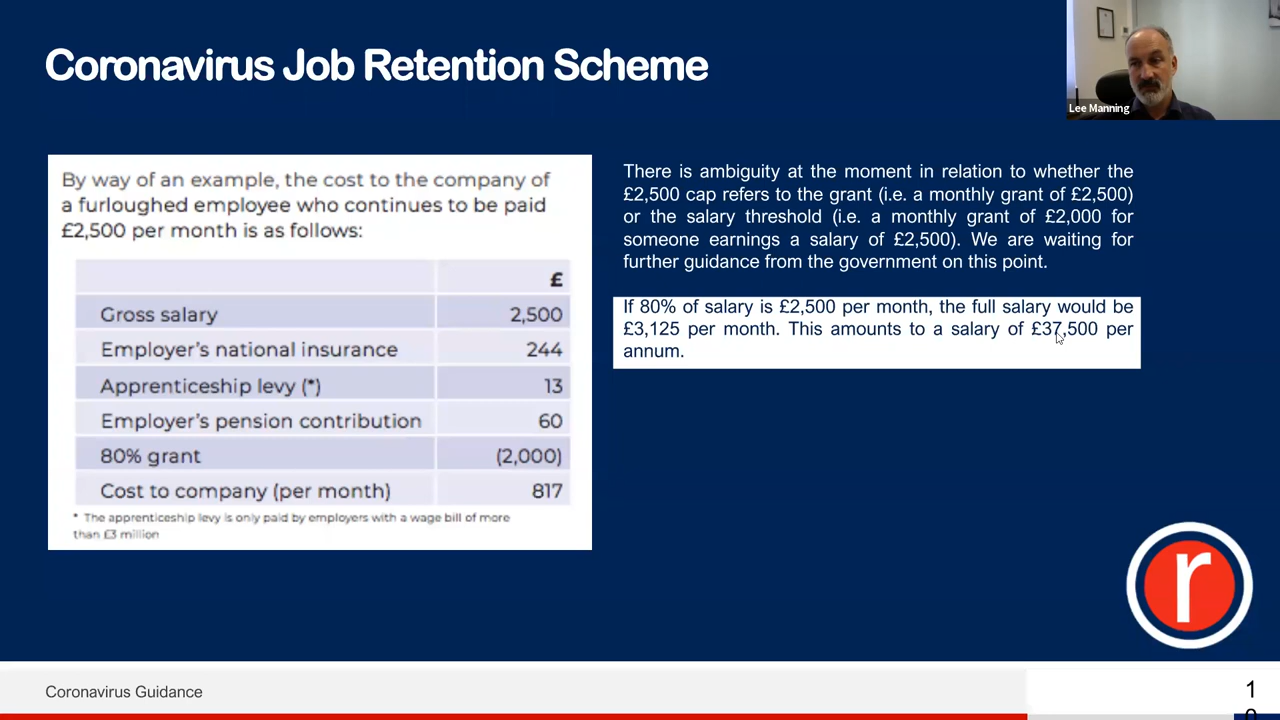 Coronavirus Job Retention Scheme
Lee Manning
By way of an example, the cost to the company of
a furloughed employee who continues to be paid
£2,500 per month is as follows:
£
Gross salary 2,500
Employer's national insurance 244
Apprenticeship levy (*) 13
Employer's pension contribution 60
80% grant (2,000)
Cost to company (per month) 817
* The apprenticeship levy is only paid by employers with a wage bill of more
than £3 million
There is ambiguity at the moment in relation to whether the
£2,500 cap refers to the grant (i.e. a monthly grant of £2,500)
or the salary threshold (i.e. a monthly grant of £2,000 for
someone earnings a salary of £2,500). We are waiting for
further guidance from the government on this point.
If 80% of salary is £2,500 per month, the full salary would be
£3,125 per month. This amounts to a salary of £37,500 per
annum.
r
Coronavirus Guidance
1